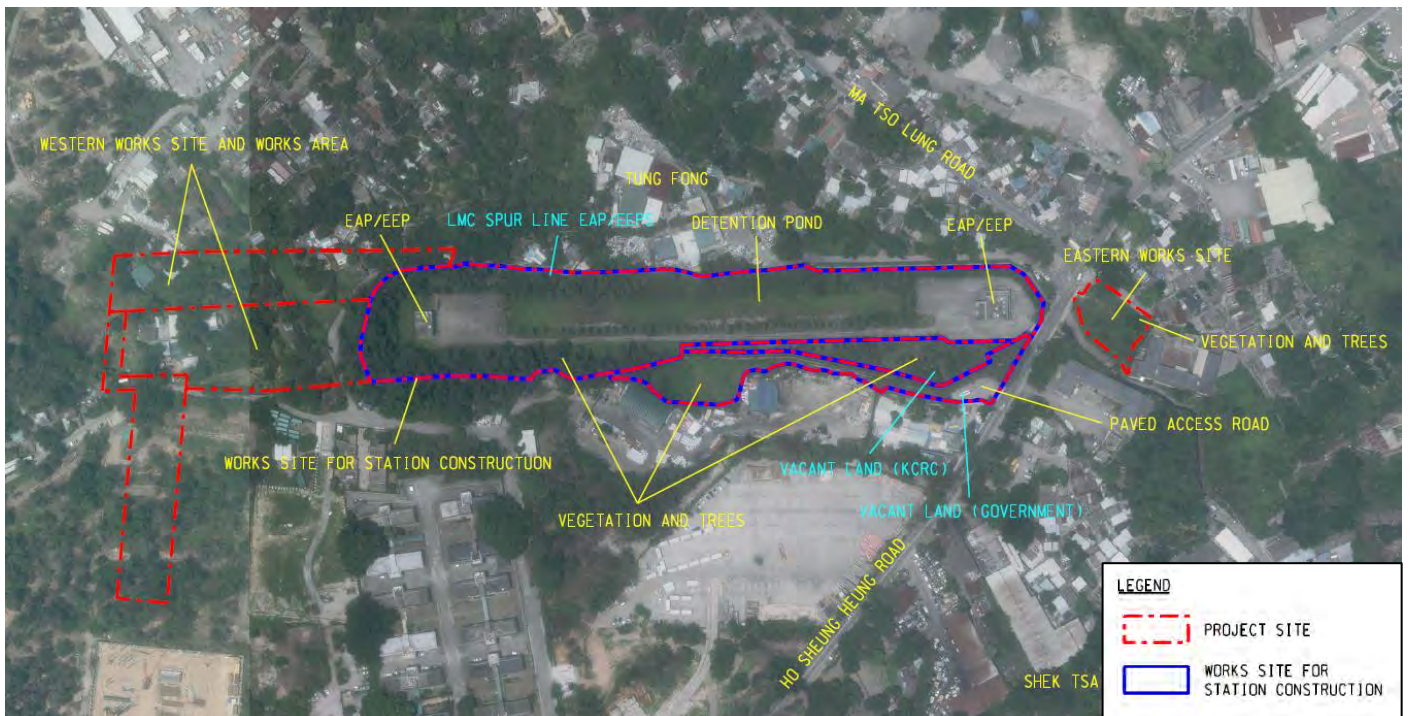 MA TSO LUNG ROAD
WESTERN WORKS SITE AND WORKS AREA
TUNG FONG
EAP/EEP
LMC SPUR LINE EAP/EEPS
DETENTION POND
EAP/EEP
EASTERN WORKS SITE
VEGETATION AND TREES
PAVED ACCESS ROAD
WORKS SITE FOR STATION CONSTRUCTUON
VACANT LAND (KCRC)
VEGETATION AND TREES
VACANT LAND (GOVERNMENT)
HO SHEUNG HEUNG ROAD
SHEK TSA
LEGEND
PROJECT SITE
WORKS SITE FOR
STATION CONSTRUCTION